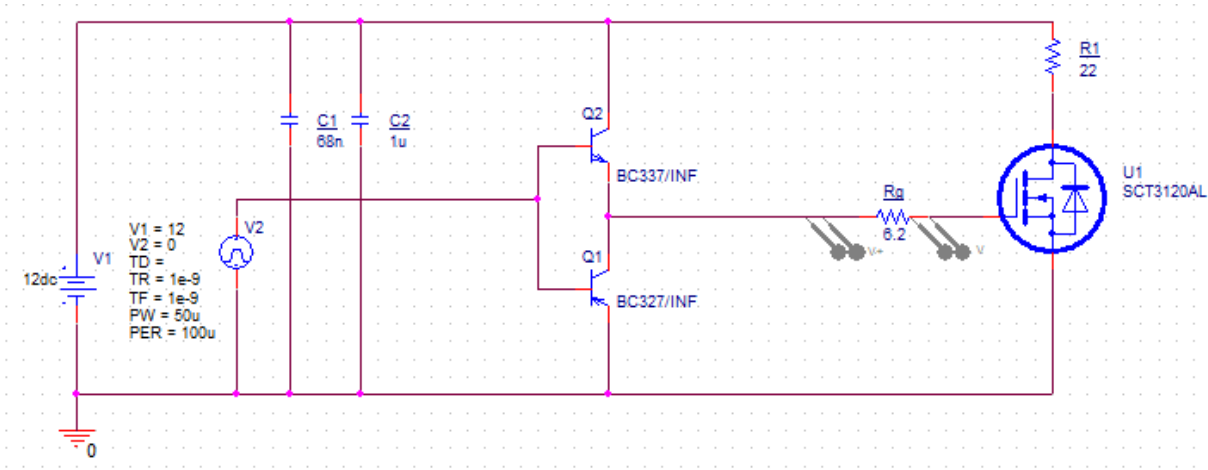 R1
22
Q2
C1
68n
C2
1u
BC337/INF
U1
SCT3120AL
Rg
6.2
V+
V
V1
12dc
V1 = 12
V2 = 0
TD =
TR = 1e-9
TF = 1e-9
PW = 50u
PER = 100u
V2
Q1
BC327/INF
0